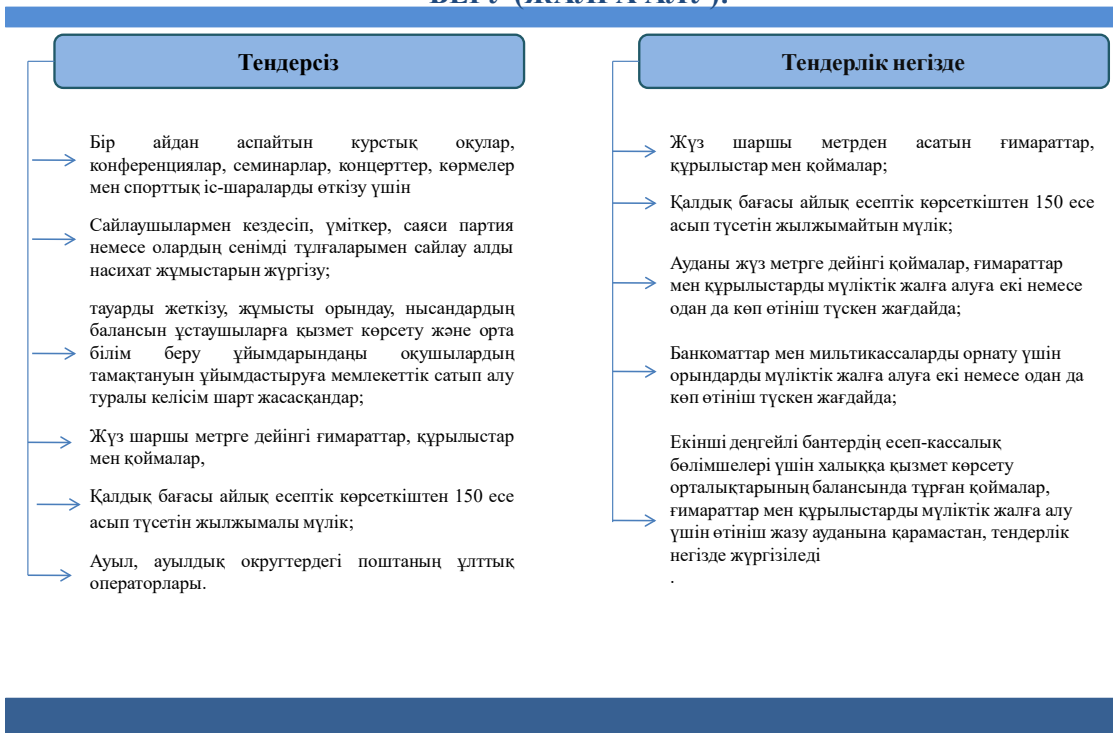 БЕРУ (ЖАЛҒА АЛУ).
Тендерсіз
Бір айдан аспайтын курстық оқулар,
конференциялар, семинарлар, концерттер, көрмелер
мен спорттық іс-шараларды өткізу үшін
Сайлаушылармен кездесіп, үміткер, саяси партия
немесе олардың сенімді тұлғаларымен сайлау алды
насихат жұмыстарын жүргізу;
тауарды жеткізу, жұмысты орындау, нысандардың
балансын ұстаушыларға қызмет көрсету және орта
білім беру ұйымдарындаңы оқушылардың
тамақтануын ұйымдастыруға мемлекеттік сатып алу
туралы келісім шарт жасасқандар;
Жүз шаршы метрге дейінгі ғимараттар, құрылыстар
мен қоймалар,
Қалдық бағасы айлық есептік көрсеткіштен 150 есе
асып түсетін жылжымалы мүлік;
Ауыл, ауылдық округтердегі поштаның ұлттық
операторлары.
Тендерлік негізде
Жүз шаршы метрден асатын ғимараттар,
құрылыстар мен қоймалар;
Қалдық бағасы айлық есептік көрсеткіштен 150 есе
асып түсетін жылжымайтын мүлік;
Ауданы жүз метрге дейінгі қоймалар, ғимараттар
мен құрылыстарды мүліктік жалға алуға екі немесе
одан да көп өтініш түскен жағдайда;
Банкоматтар мен мильтикассаларды орнату үшін
орындарды мүліктік жалға алуға екі немесе одан да
көп өтініш түскен жағдайда;
Екінші деңгейлі бантердің есеп-кассалық
бөлімшелері үшін халыққа қызмет көрсету
орталықтарының балансында тұрған қоймалар,
ғимараттар мен құрылыстарды мүліктік жалға алу
үшін өтініш жазу ауданына қарамастан, тендерлік
негізде жүргізіледі
.